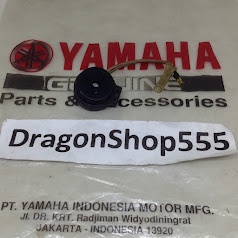 YAMAHA
GENUINE
Parts & Accessories
DragonShop555
PT. YAMAHA INDONESIA MOTOR MFG.
Jl. DR. KRT. Radjiman Widyodiningrat
JAKARTA - INDONESIA 13920